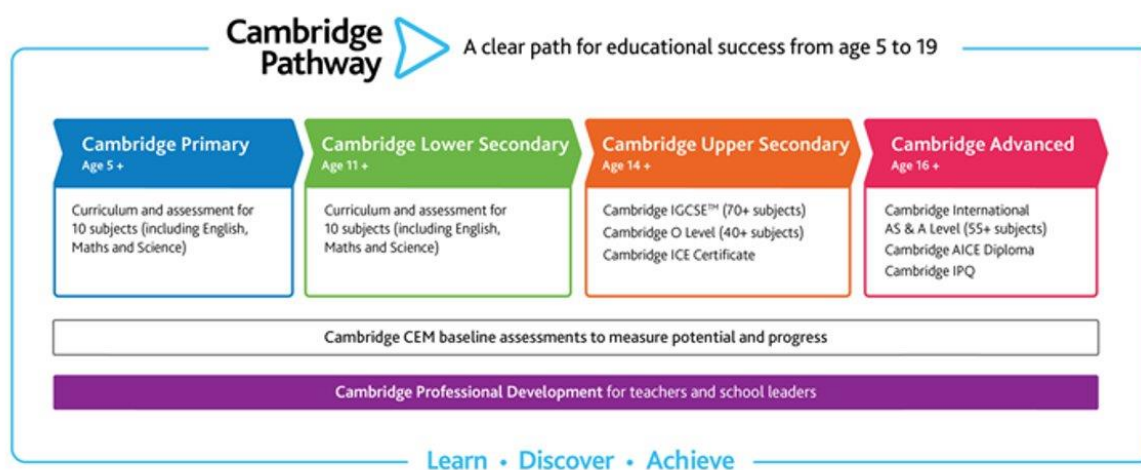 Cambridge
Pathway
A clear path for educational success from age 5 to 19
Cambridge Primary
Age 5 +
Curriculum and assessment for
10 subjects (including English,
Maths and Science)
Cambridge Lower Secondary
Age 11 +
Curriculum and assessment for
10 subjects (including English,
Maths and Science)
Cambridge Upper Secondary
Age 14 +
Cambridge IGCSE™ (70+ subjects)
Cambridge O Level (40+ subjects)
Cambridge ICE Certificate
Cambridge Advanced
Age 16 +
Cambridge International
AS & A Level (55+ subjects)
Cambridge AICE Diploma
Cambridge IPQ
Cambridge CEM baseline assessments to measure potential and progress
Cambridge Professional Development for teachers and school leaders
Learn • Discover • Achieve